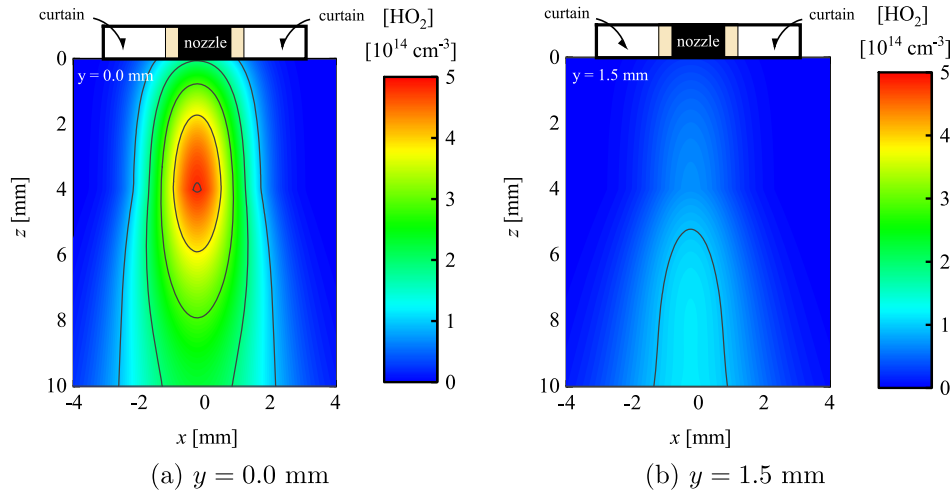 curtain
curtain
nozzle
[HO2]
[10^14 cm^-3]
y = 0.0 mm
0
2
4
6
8
10
z [mm]
-4
-2
0
2
4
x [mm]
5
4
3
2
1
0
(a) y = 0.0 mm
curtain
curtain
nozzle
[HO2]
[10^14 cm^-3]
y = 1.5 mm
0
2
4
6
8
10
z [mm]
-4
-2
0
2
4
x [mm]
5
4
3
2
1
0
(b) y = 1.5 mm